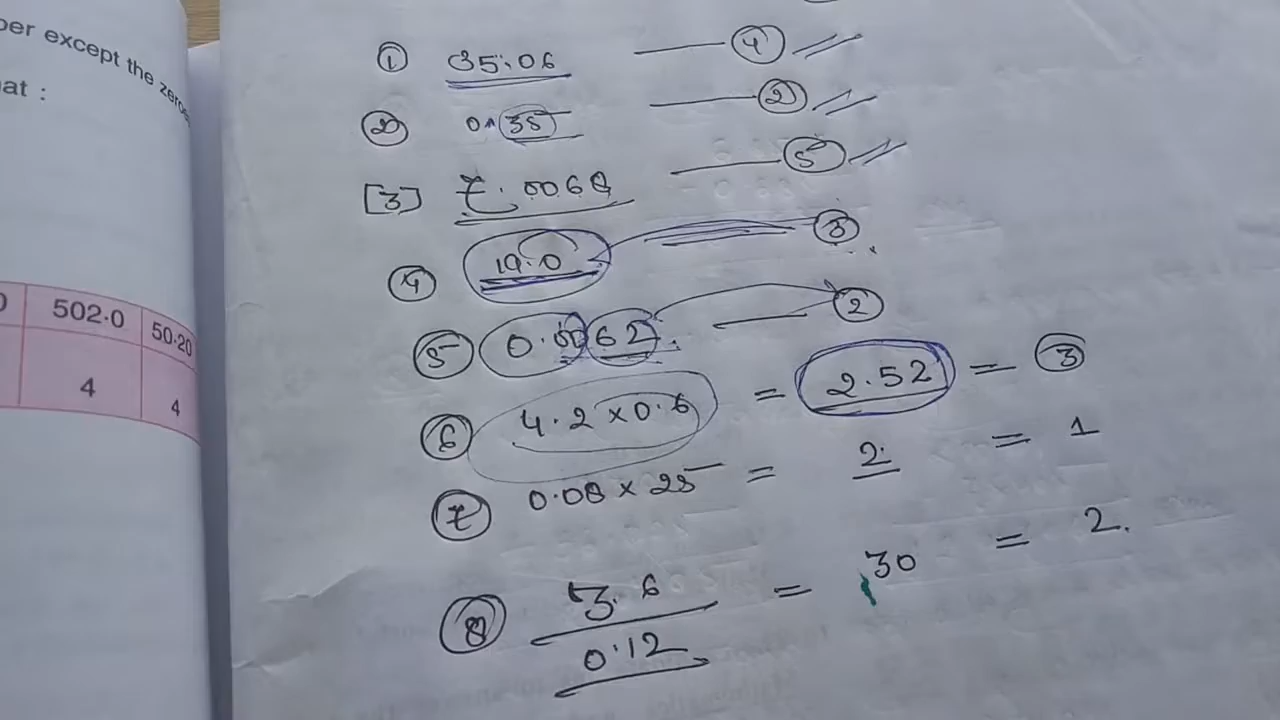 per except the zeroes
at :
502·0 50·20
4 4
① 35.06 — ④
② 0.35 — ②
[3] 7.0068 — ⑤
④ 19.0 — ③
⑤ 0.0062. — ②
⑥ 4.2 × 0.6 = 2.52 = ③
⑦ 0.08 × 25 = 2. = 1
⑧ 3.6 = 30 = 2.
0.12